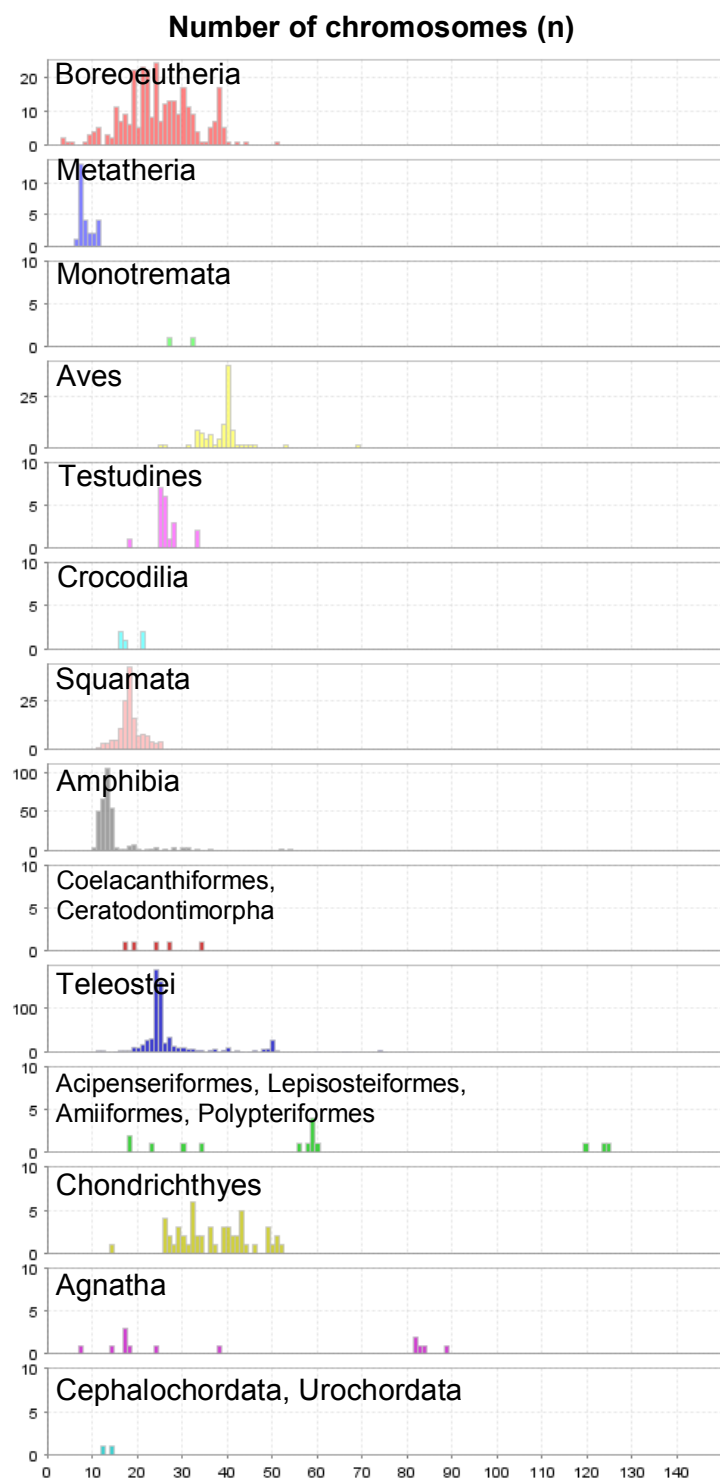 Number of chromosomes (n)
Boreoeutheria
20
10
0
Metatheria
10
5
0
Monotremata
10
5
0
Aves
25
0
Testudines
10
5
0
Crocodilia
10
5
0
Squamata
25
0
Amphibia
100
50
0
Coelacanthiformes,
Ceratodontimorpha
10
5
0
Teleostei
100
0
Acipenseriformes, Lepisosteiformes,
Amiiformes, Polypteriformes
10
5
0
Chondrichthyes
10
5
0
Agnatha
10
5
0
Cephalochordata, Urochordata
10
5
0
0 10 20 30 40 50 60 70 80 90 100 110 120 130 140